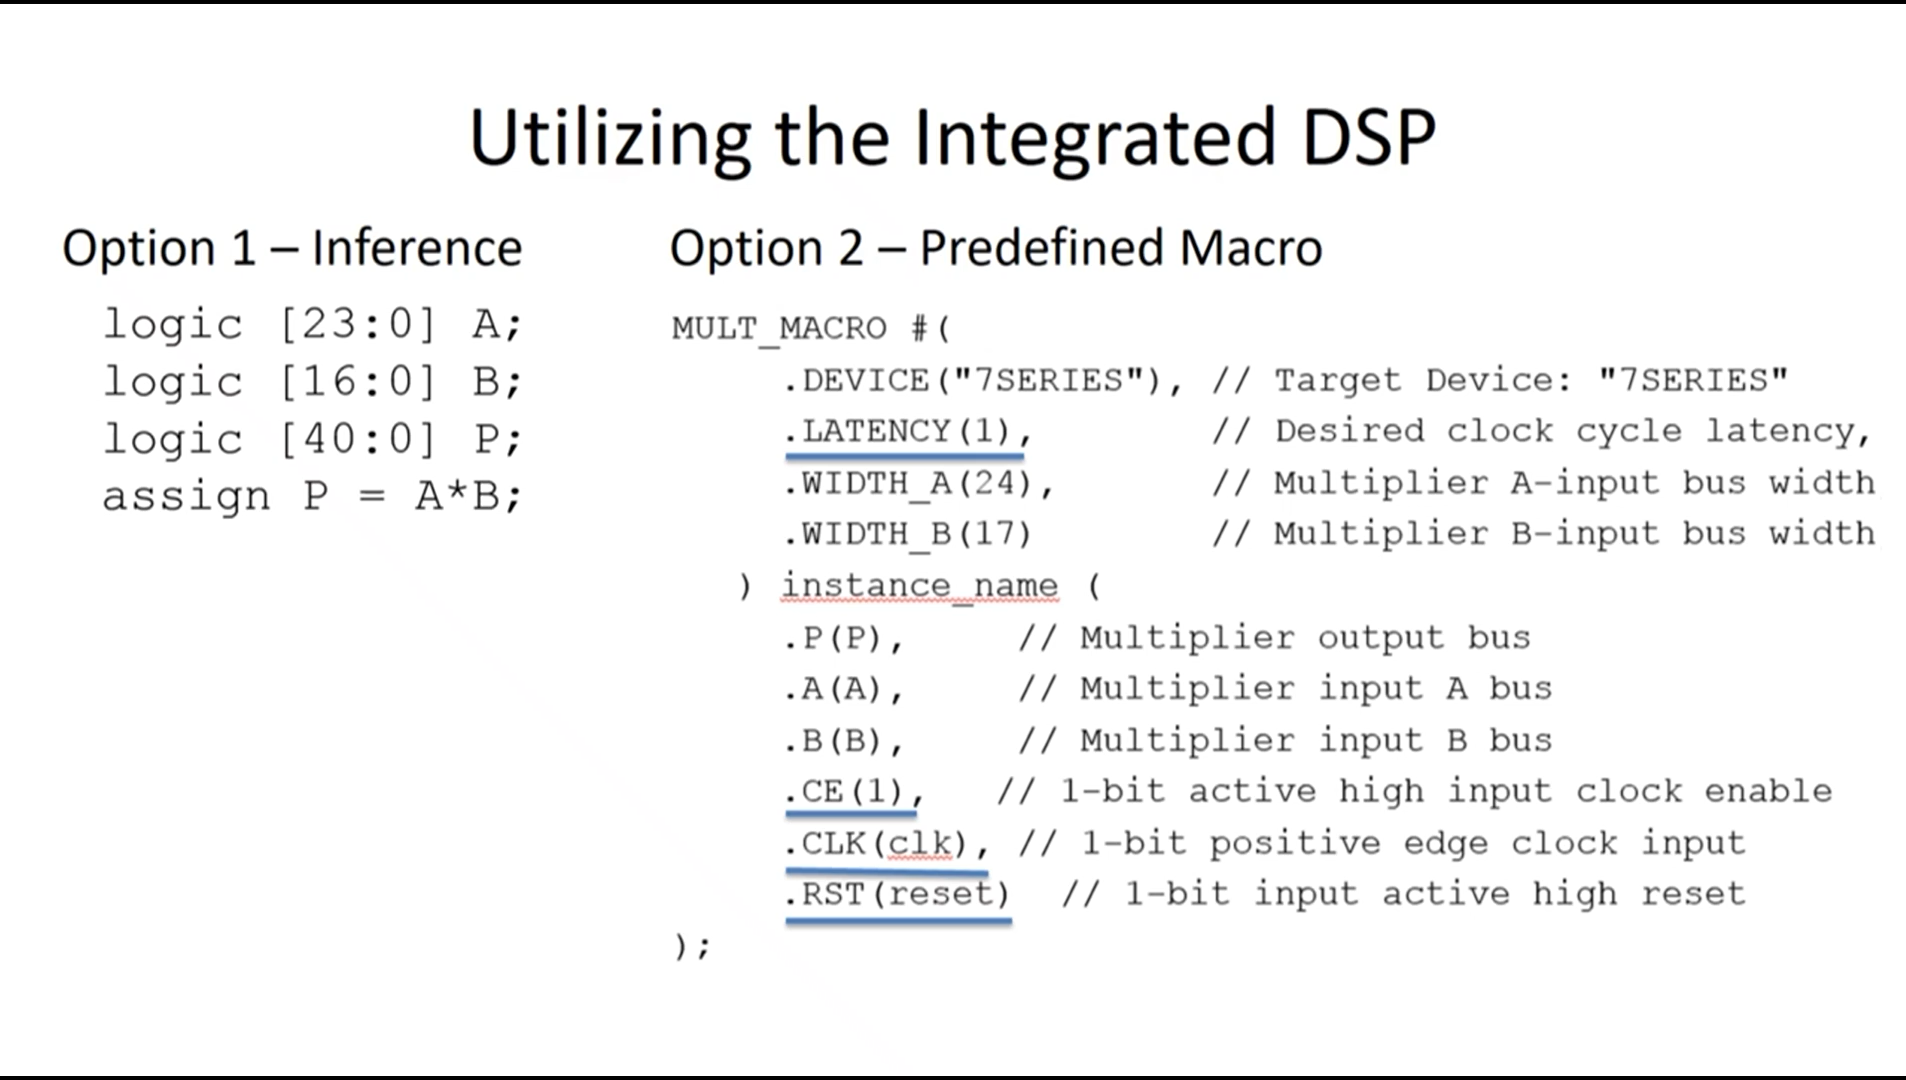 Utilizing the Integrated DSP
Option 1 – Inference
logic [23:0] A;
logic [16:0] B;
logic [40:0] P;
assign P = A*B;
Option 2 – Predefined Macro
MULT_MACRO #(
.DEVICE("7SERIES"), // Target Device: "7SERIES"
.LATENCY(1), // Desired clock cycle latency,
.WIDTH_A(24), // Multiplier A-input bus width
.WIDTH_B(17) // Multiplier B-input bus width
) instance_name (
.P(P), // Multiplier output bus
.A(A), // Multiplier input A bus
.B(B), // Multiplier input B bus
.CE(1), // 1-bit active high input clock enable
.CLK(clk), // 1-bit positive edge clock input
.RST(reset) // 1-bit input active high reset
);